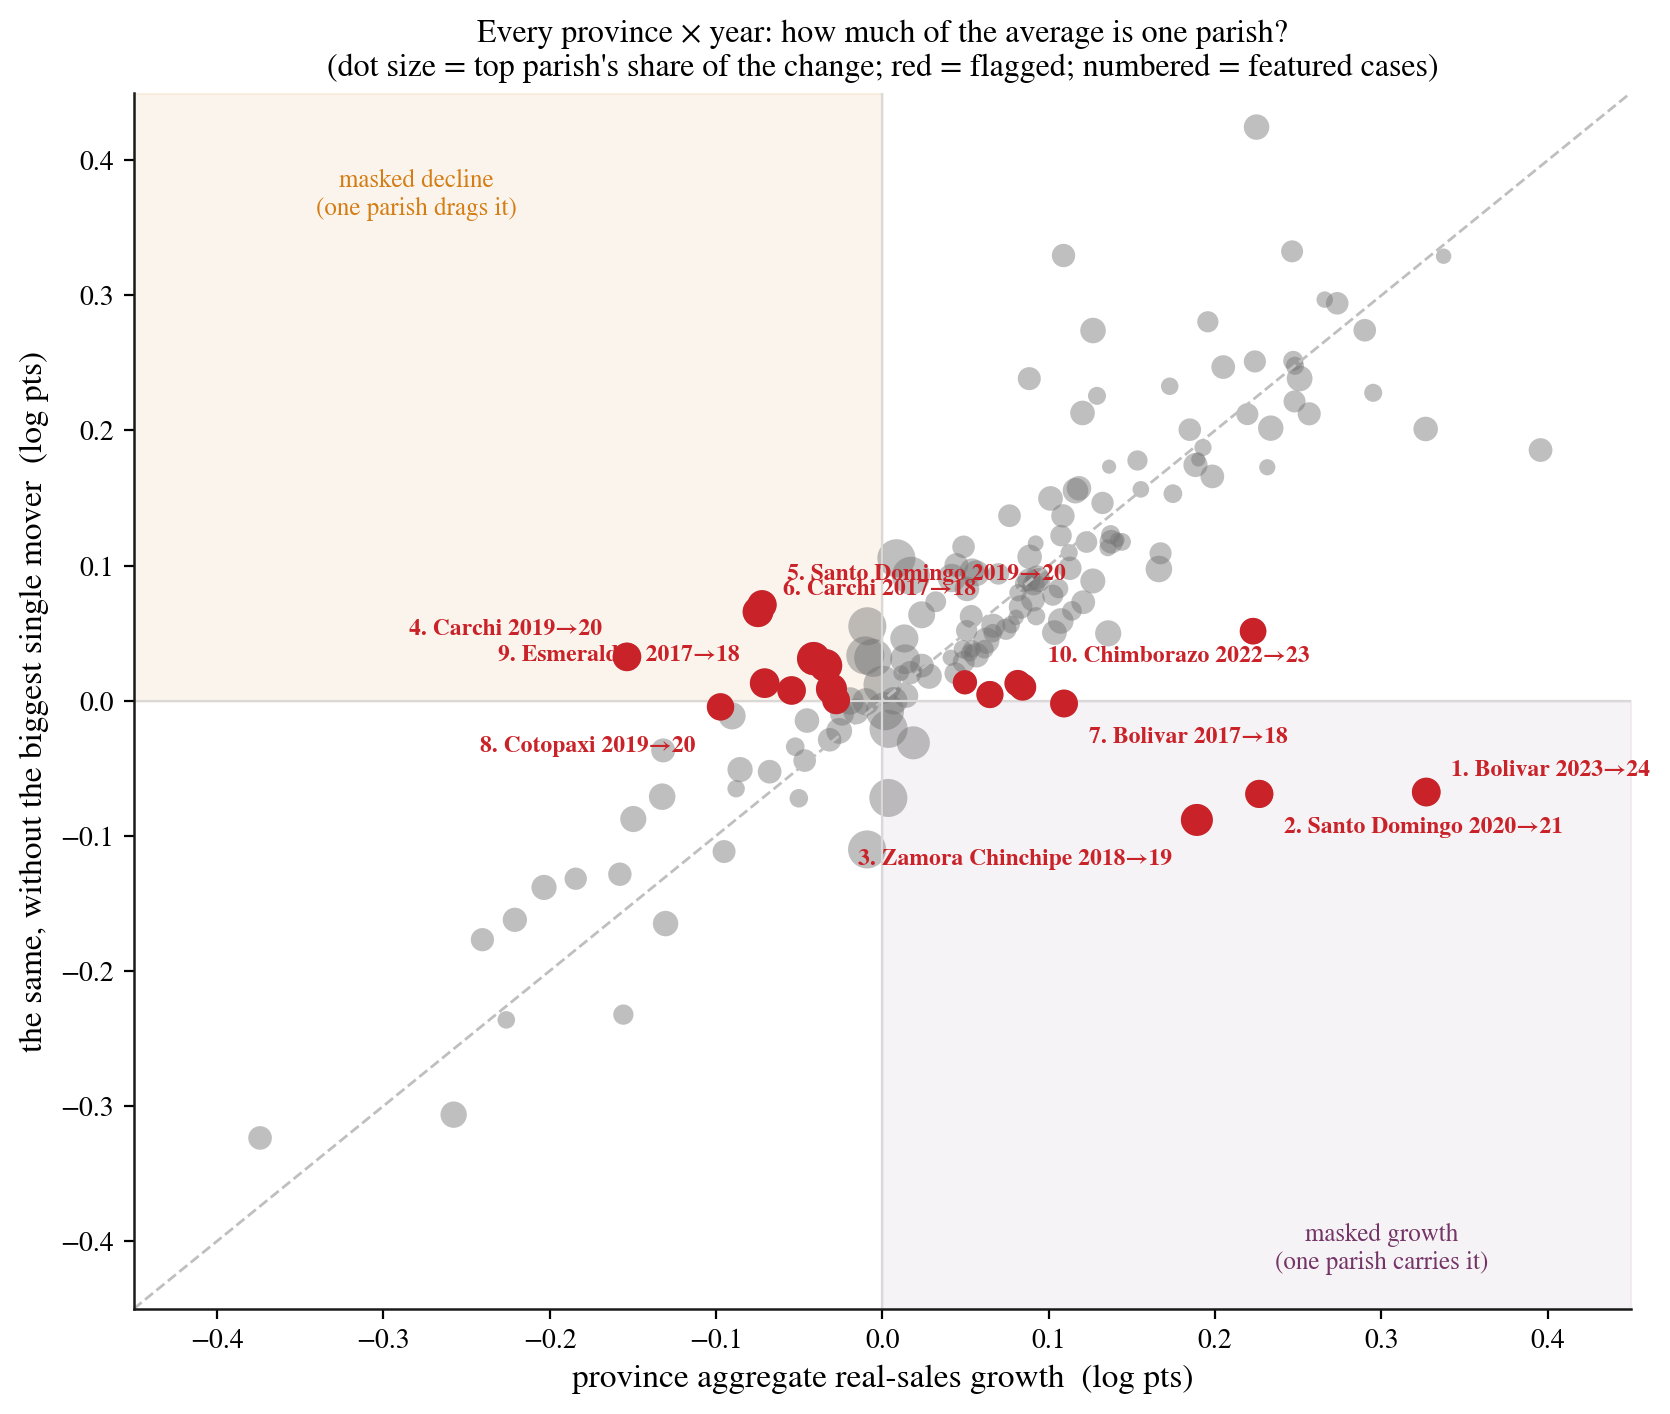 Every province × year: how much of the average is one parish?
(dot size = top parish's share of the change; red = flagged; numbered = featured cases)
masked decline
(one parish drags it)
5. Santo Domingo 2019→20
6. Carchi 2017→18
4. Carchi 2019→20
9. Esmerald 2017→18
10. Chimborazo 2022→23
8. Cotopaxi 2019→20
7. Bolivar 2017→18
1. Bolivar 2023→24
2. Santo Domingo 2020→21
3. Zamora Chinchipe 2018→19
masked growth
(one parish carries it)
the same, without the biggest single mover (log pts)
0.4
0.3
0.2
0.1
0.0
−0.1
−0.2
−0.3
−0.4
−0.4
−0.3
−0.2
−0.1
0.0
0.1
0.2
0.3
0.4
province aggregate real-sales growth (log pts)